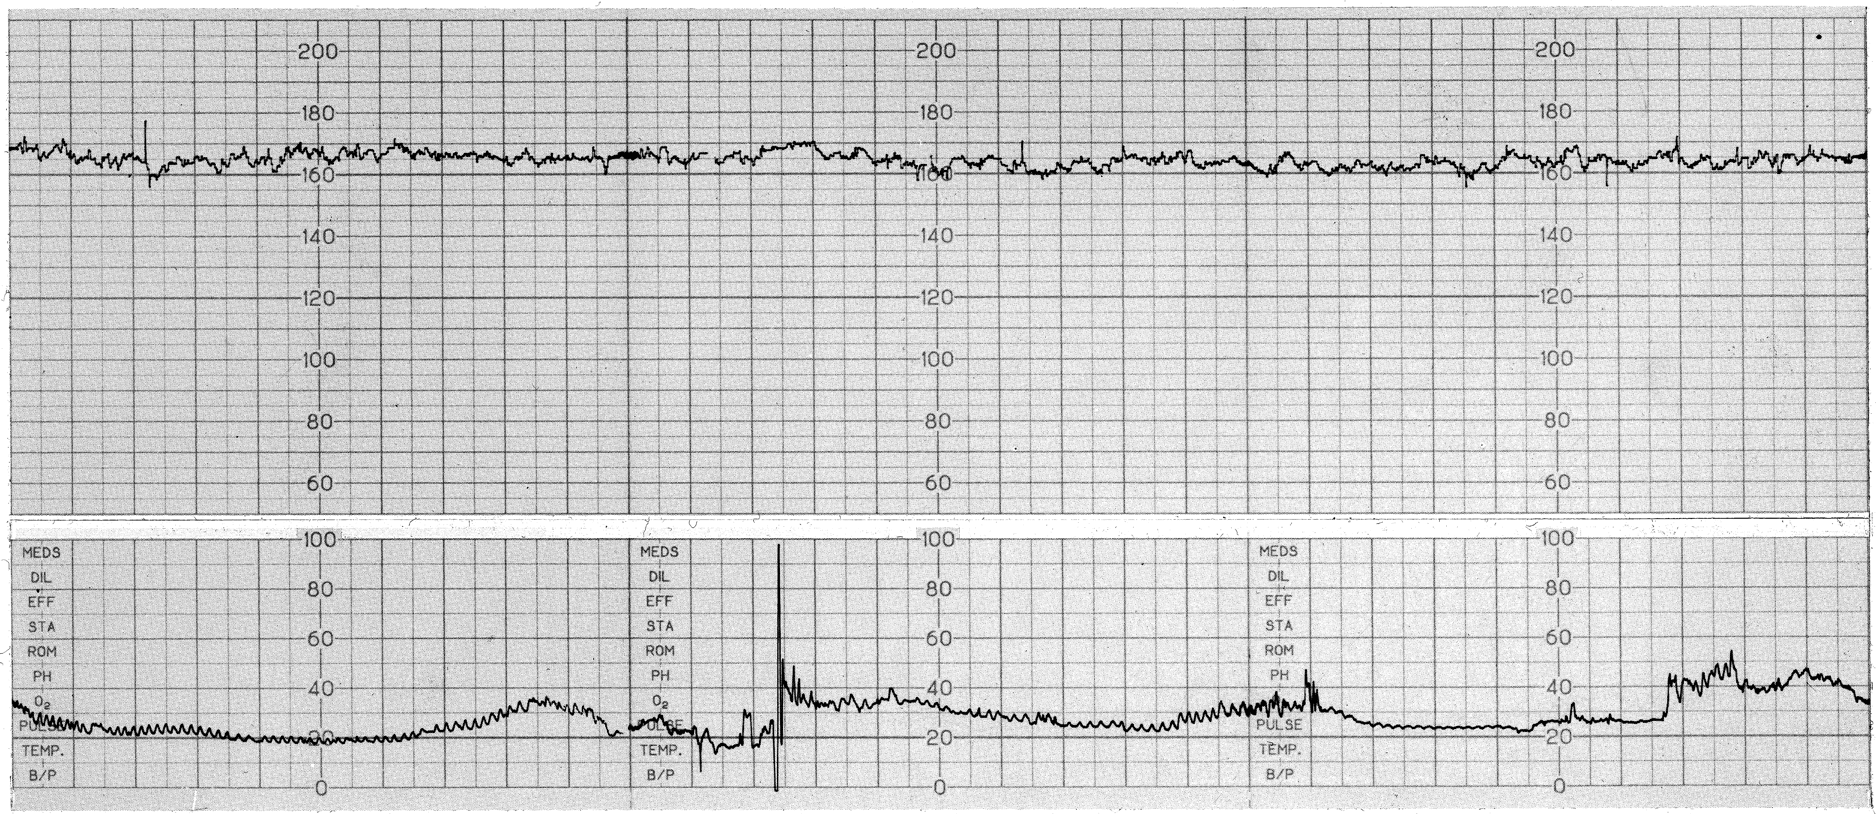 200 200 200
180 180 180
160 160 160
140 140 140
120 120 120
100 100 100
80 80 80
60 60 60
MEDS 100 MEDS 100 MEDS 100
DIL DIL DIL
EFF 80 EFF 80 EFF 80
STA STA STA
ROM 60 ROM 60 ROM 60
PH PH PH
O₂ 40 O₂ 40 40
PULSE PULSE PULSE
TEMP. 20 TEMP. 20 TEMP. 20
B/P 0 B/P 0 B/P 0